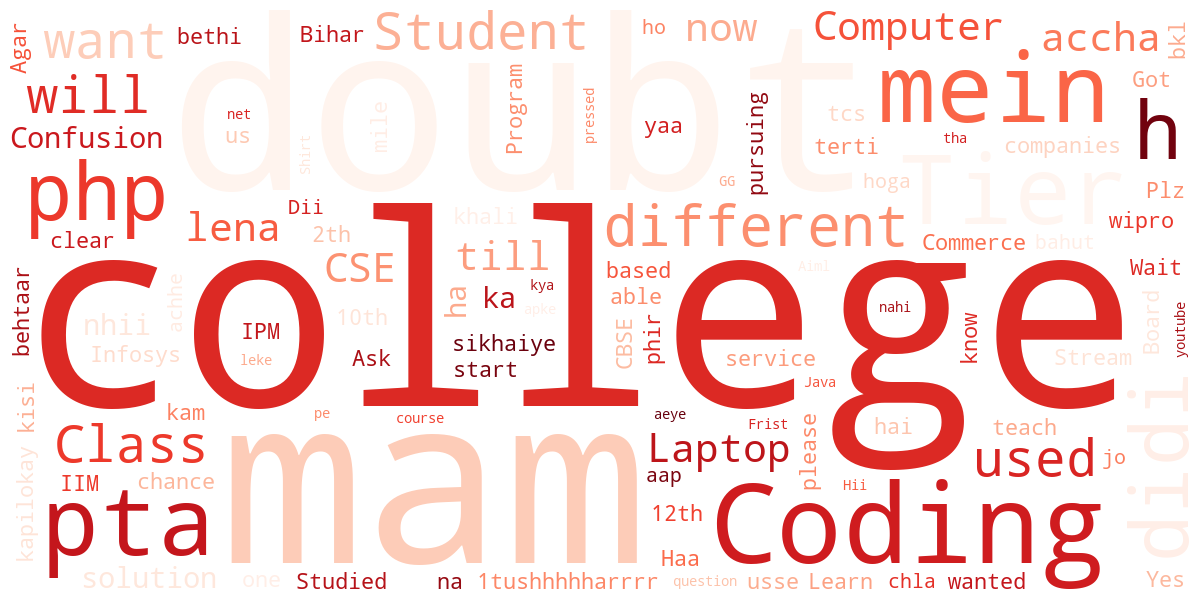 Agar want bethi Bihar Student ho now Computer accha bkl
will doubt mein Got
Confusion net us Shirt mile Program pressed yaa pursuing tcs terti tha companies h
php GG hoga Tier Plz
clear lena Dii 2th khali different Commerce bahut wipro
CSE till based Aiml Wait
behtaar nhii achhe college 10th ha ka kya able nahi know Board youtube
Infosys IPM apke
leke Ask sikhaiye start CBSE phir service Stream
kapilokay kisi kam pe course aeye Java Frist please hai teach didi
Class mam Laptop used jo
IIM chance aap Hii
pta 12th Coding
Haa
solution one Studied na 1tushhhhharrrr question usse Learn chla wanted Yes